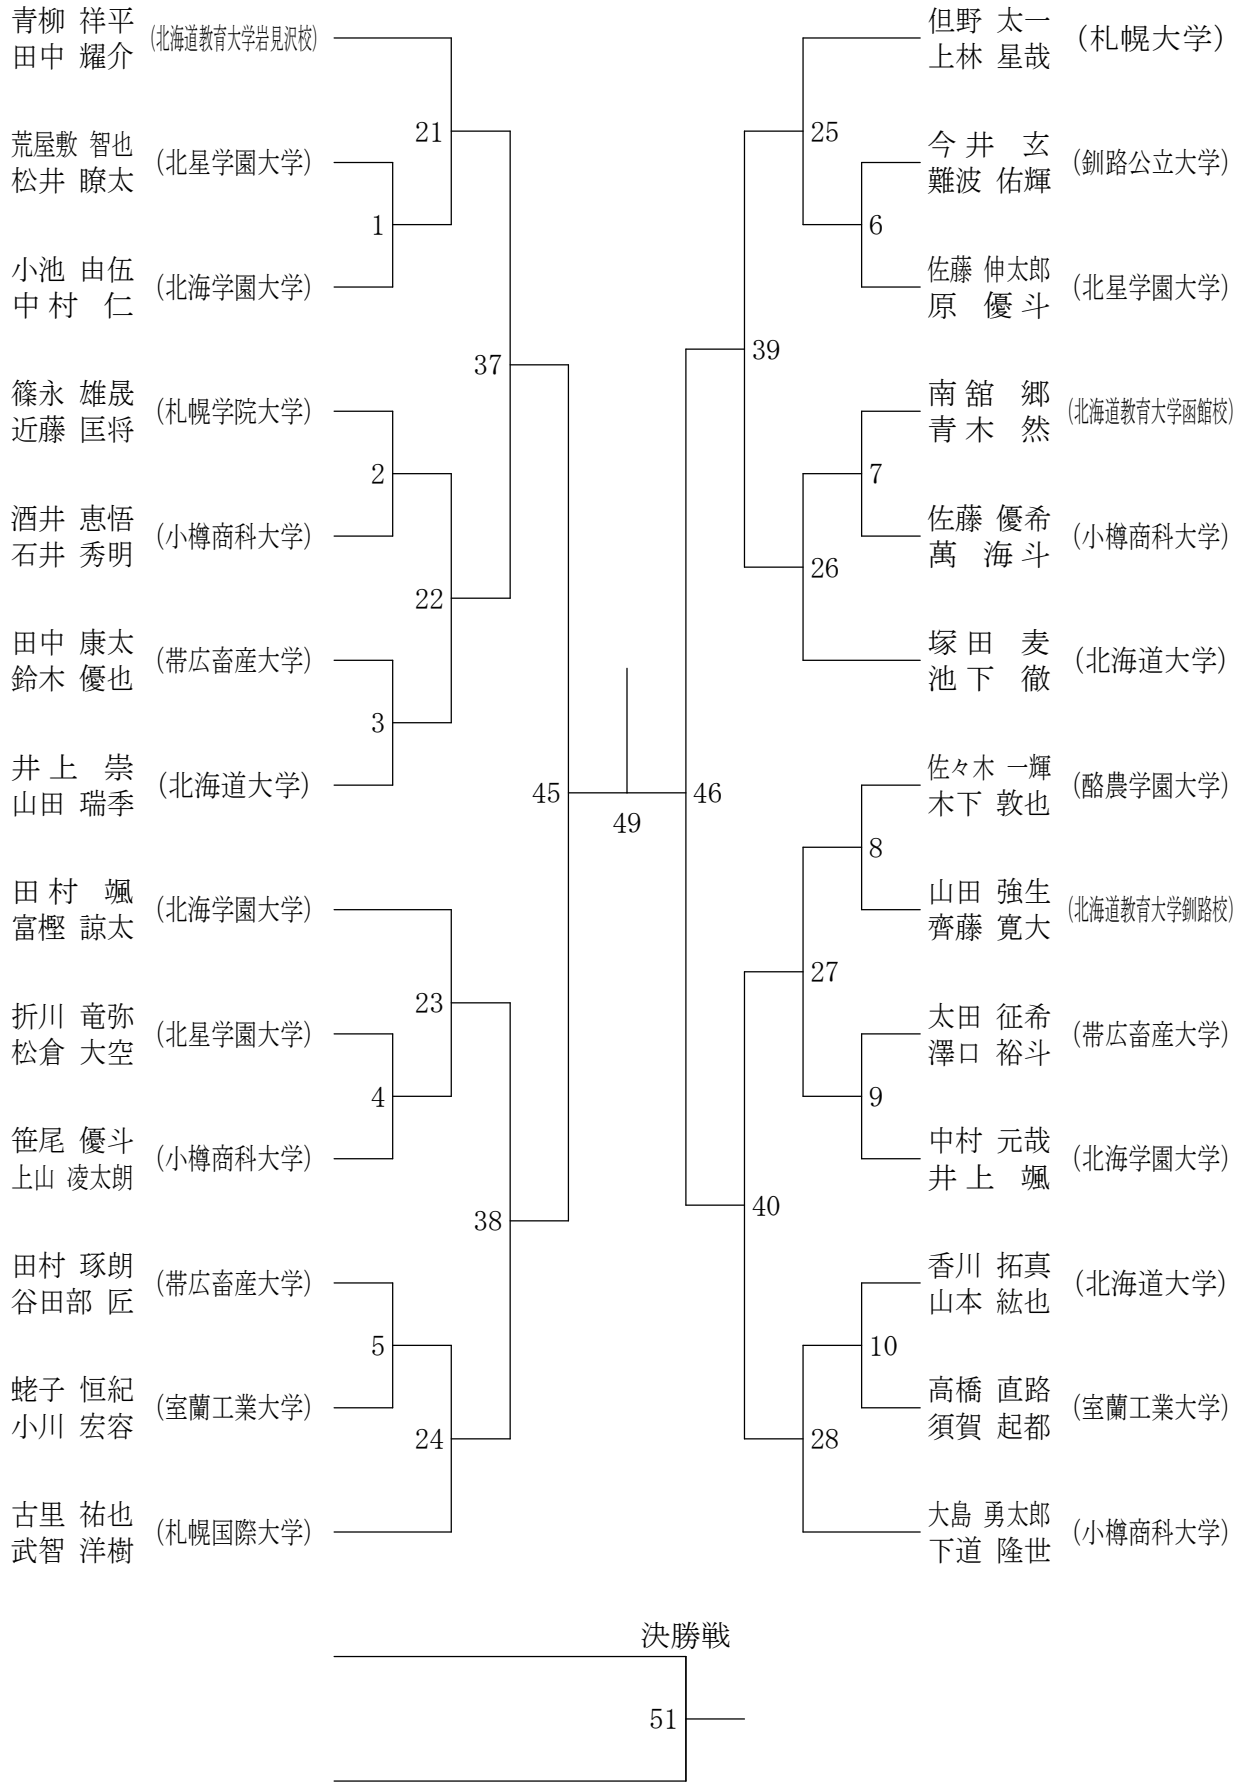 青柳 祥平
田中 耀介
(北海道教育大学岩見沢校)
荒屋敷 智也
松井 瞭太
(北星学園大学)
小池 由伍
中村 仁
(北海学園大学)
篠永 雄晟
近藤 匡将
(札幌学院大学)
酒井 恵悟
石井 秀明
(小樽商科大学)
田中 康太
鈴木 優也
(帯広畜産大学)
井上 崇
山田 瑞季
(北海道大学)
田村 颯
富樫 諒太
(北海学園大学)
折川 竜弥
松倉 大空
(北星学園大学)
笹尾 優斗
上山 凌太朗
(小樽商科大学)
田村 琢朗
谷田部 匠
(帯広畜産大学)
蛯子 恒紀
小川 宏容
(室蘭工業大学)
古里 祐也
武智 洋樹
(札幌国際大学)
21
1
37
2
22
3
45
23
4
38
5
24
49
46
25
6
39
7
26
8
27
9
40
10
28
但野 太一
上林 星哉
(札幌大学)
今井 玄
難波 佑輝
(釧路公立大学)
佐藤 伸太郎
原 優斗
(北星学園大学)
南舘 郷
青木 然
(北海道教育大学函館校)
佐藤 優希
萬 海斗
(小樽商科大学)
塚田 麦
池下 徹
(北海道大学)
佐々木 一輝
木下 敦也
(酪農学園大学)
山田 強生
齊藤 寛大
(北海道教育大学釧路校)
太田 征希
澤口 裕斗
(帯広畜産大学)
中村 元哉
井上 颯
(北海学園大学)
香川 拓真
山本 紘也
(北海道大学)
高橋 直路
須賀 起都
(室蘭工業大学)
大島 勇太郎
下道 隆世
(小樽商科大学)
決勝戦
51